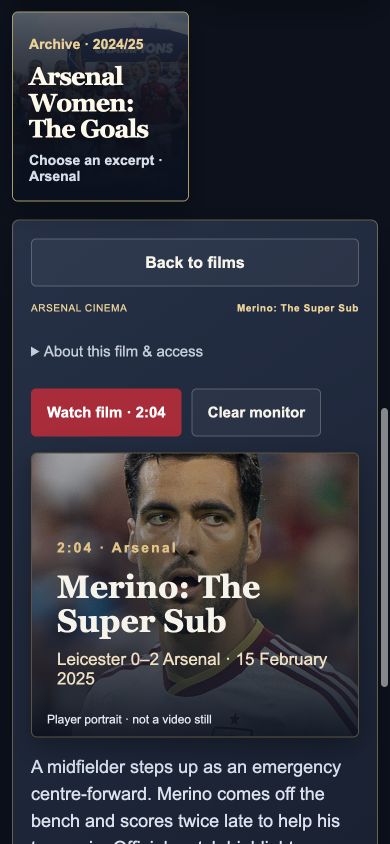 CHAMPIONS
Archive · 2024/25
Arsenal
Women:
The Goals
Choose an excerpt ·
Arsenal
Back to films
ARSENAL CINEMA
Merino: The Super Sub
▶ About this film & access
Watch film · 2:04
Clear monitor
2:04 · Arsenal
Merino: The
Super Sub
Leicester 0–2 Arsenal · 15 February
2025
Player portrait · not a video still
A midfielder steps up as an emergency
centre-forward. Merino comes off the
bench and scores twice late to help his